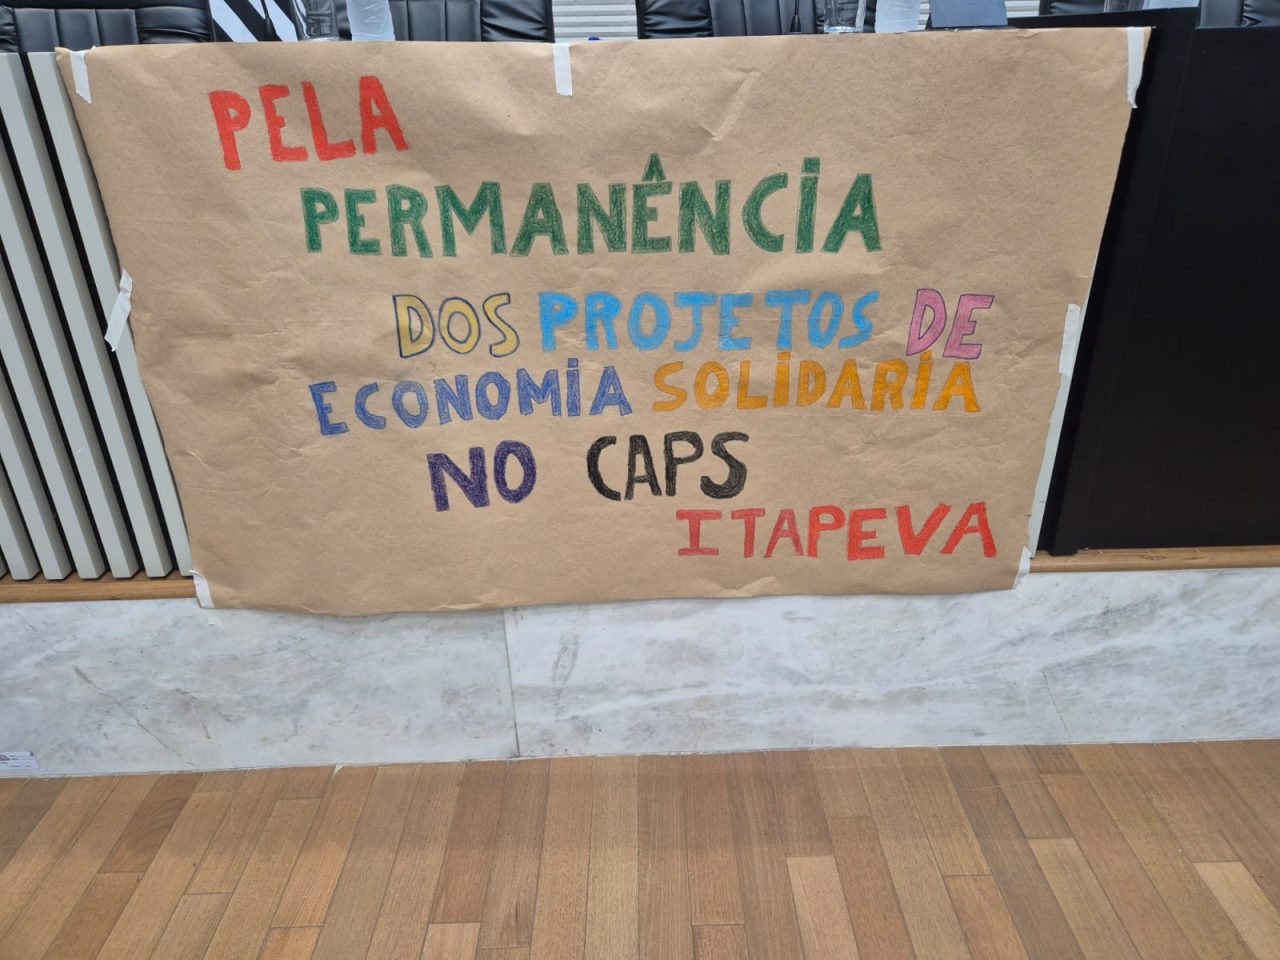 PELA
PERMANÊNCIA
DOS PROJETOS DE
ECONOMIA SOLIDARIA
NO CAPS
ITAPEVA